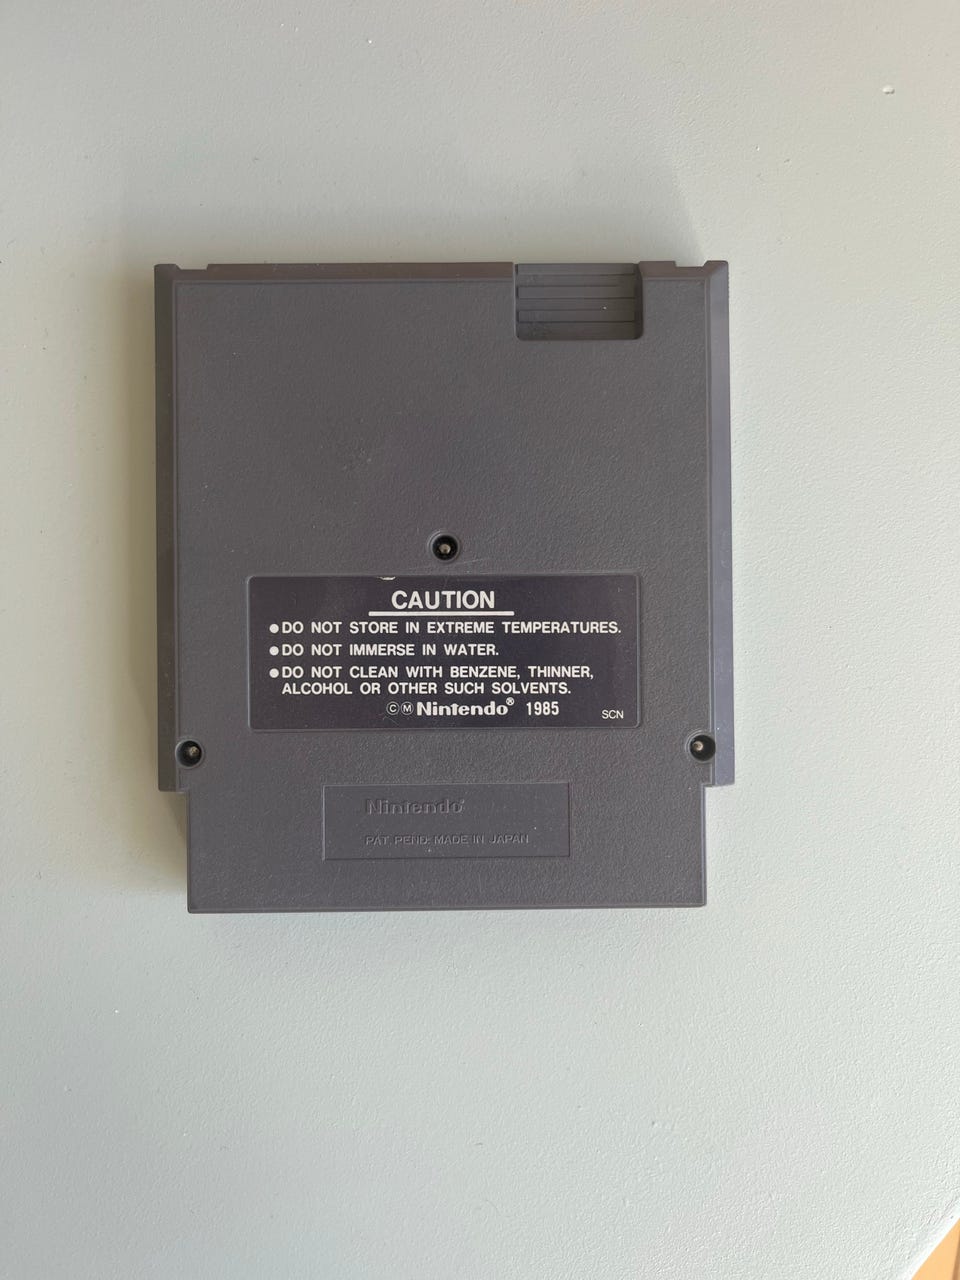 CAUTION
●DO NOT STORE IN EXTREME TEMPERATURES.
●DO NOT IMMERSE IN WATER.
●DO NOT CLEAN WITH BENZENE, THINNER,
ALCOHOL OR OTHER SUCH SOLVENTS.
ⒸⓂ Nintendo® 1985
SCN
Nintendo®
PAT. PEND. MADE IN JAPAN